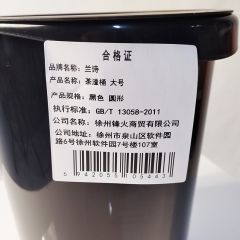 合格证
品牌名称：兰诗
产品名称：茶渣桶 大号
产品规格：黑色 圆形
执行标准：GB/T 13058-2011
公司名称：徐州锋火商贸有限公司
公司地址：徐州市泉山区软件园
路6号徐州软件园7号楼107室
5942055105443